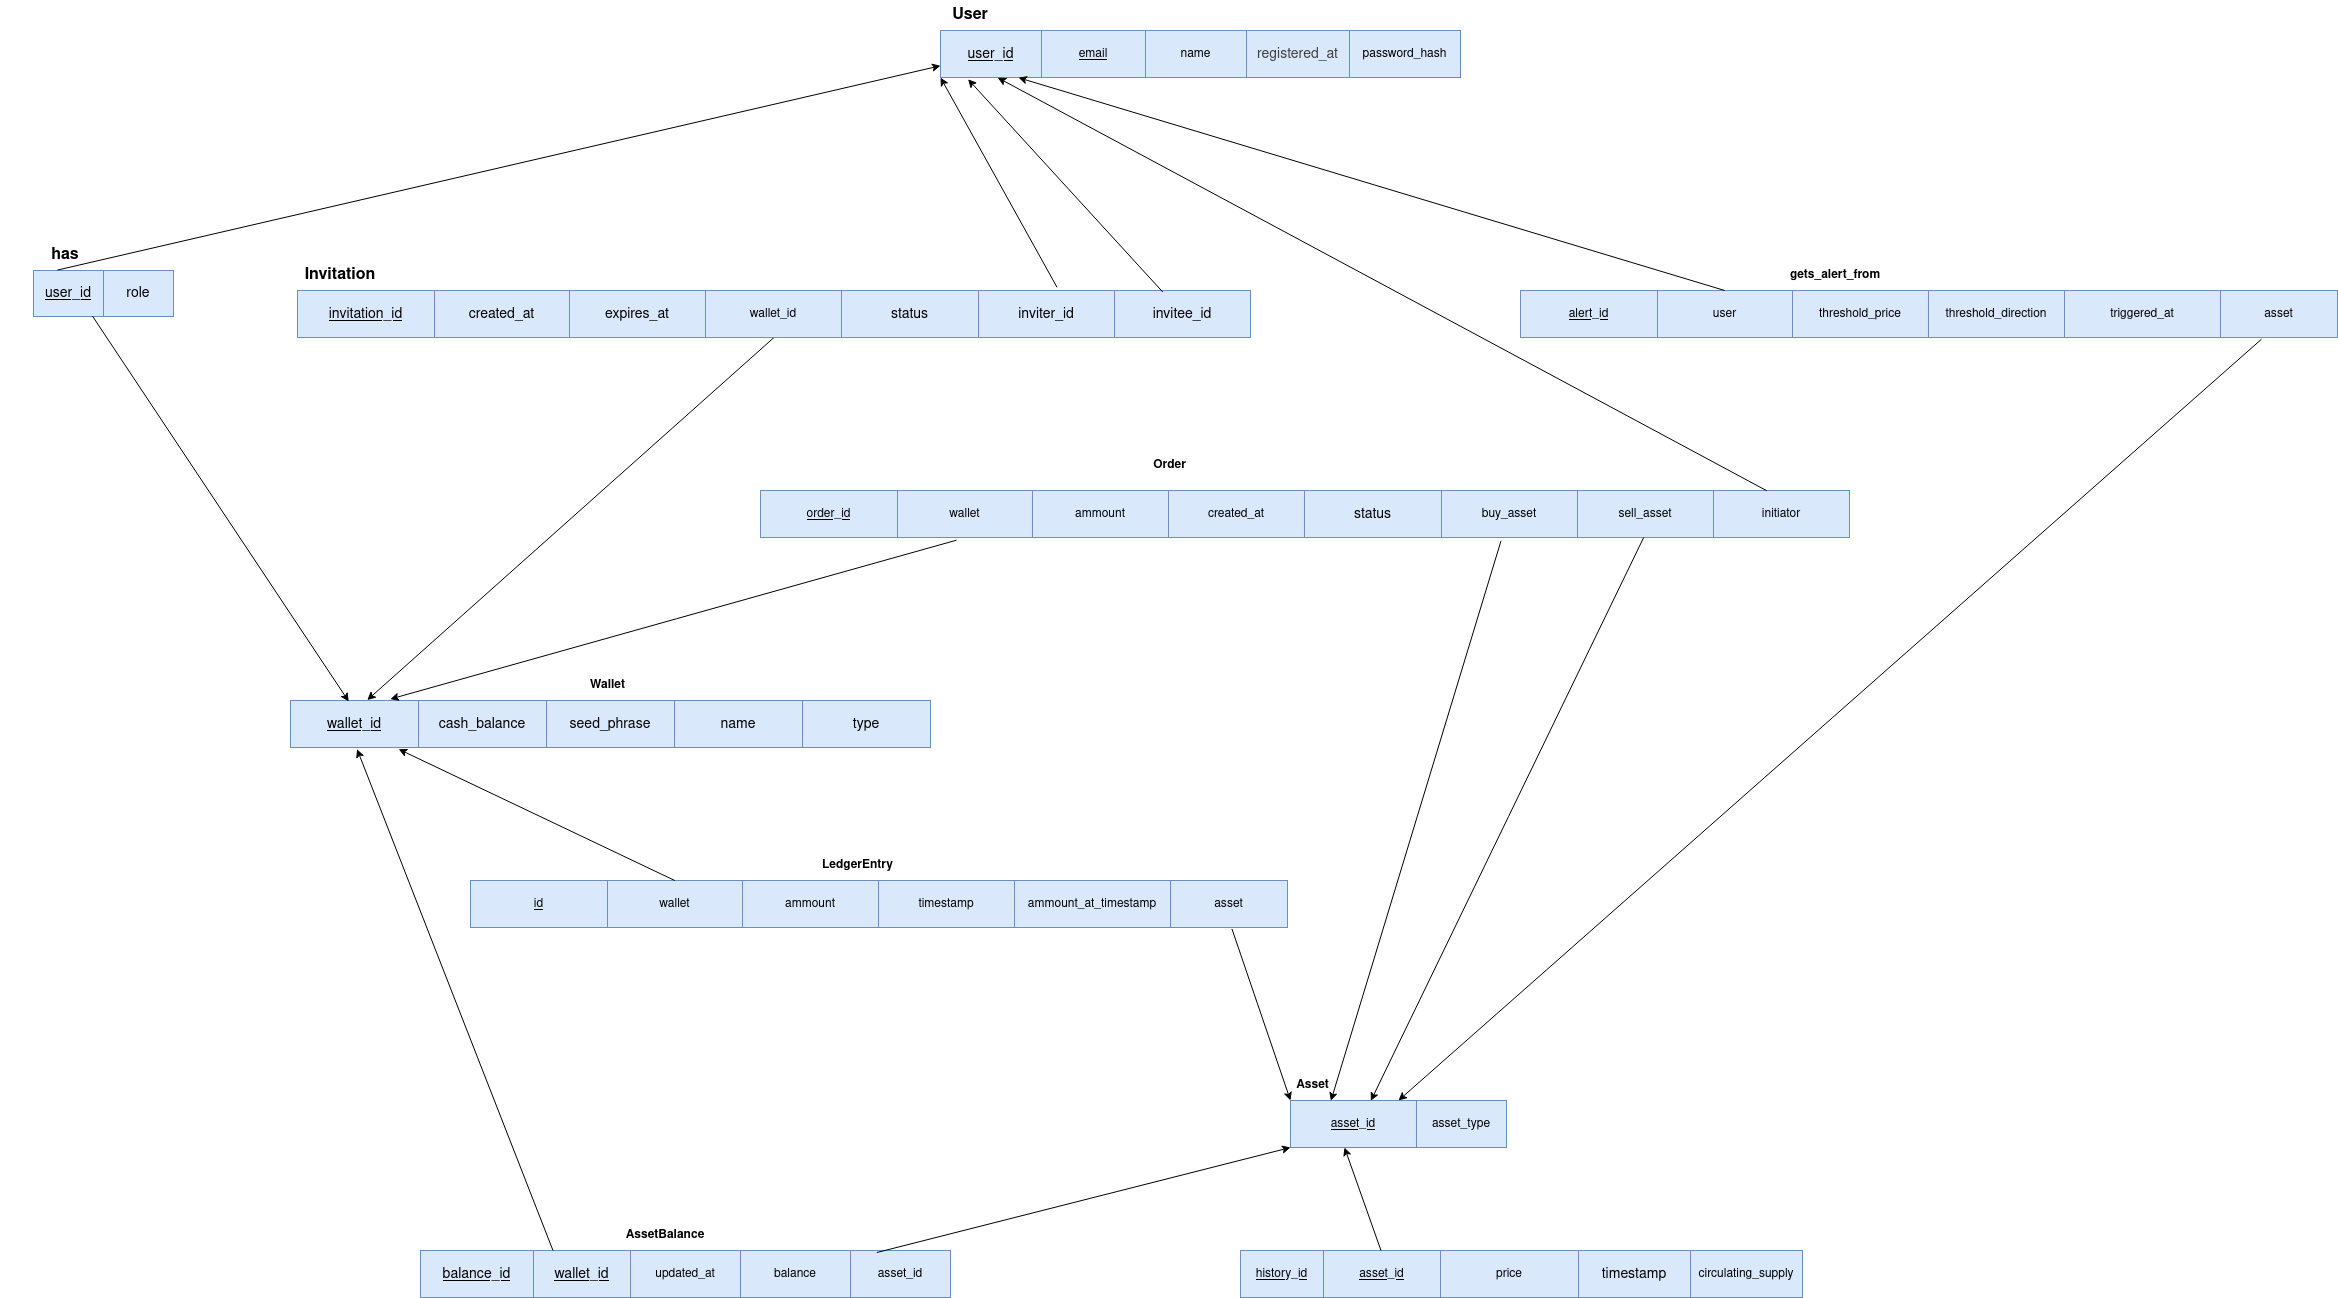 User
user_id email name registered_at password_hash
has
user_id role
Invitation
invitation_id created_at expires_at wallet_id status inviter_id invitee_id
gets_alert_from
alert_id user threshold_price threshold_direction triggered_at asset
Order
order_id wallet ammount created_at status buy_asset sell_asset initiator
Wallet
wallet_id cash_balance seed_phrase name type
LedgerEntry
id wallet ammount timestamp ammount_at_timestamp asset
Asset
asset_id asset_type
AssetBalance
balance_id wallet_id updated_at balance asset_id
history_id asset_id price timestamp circulating_supply